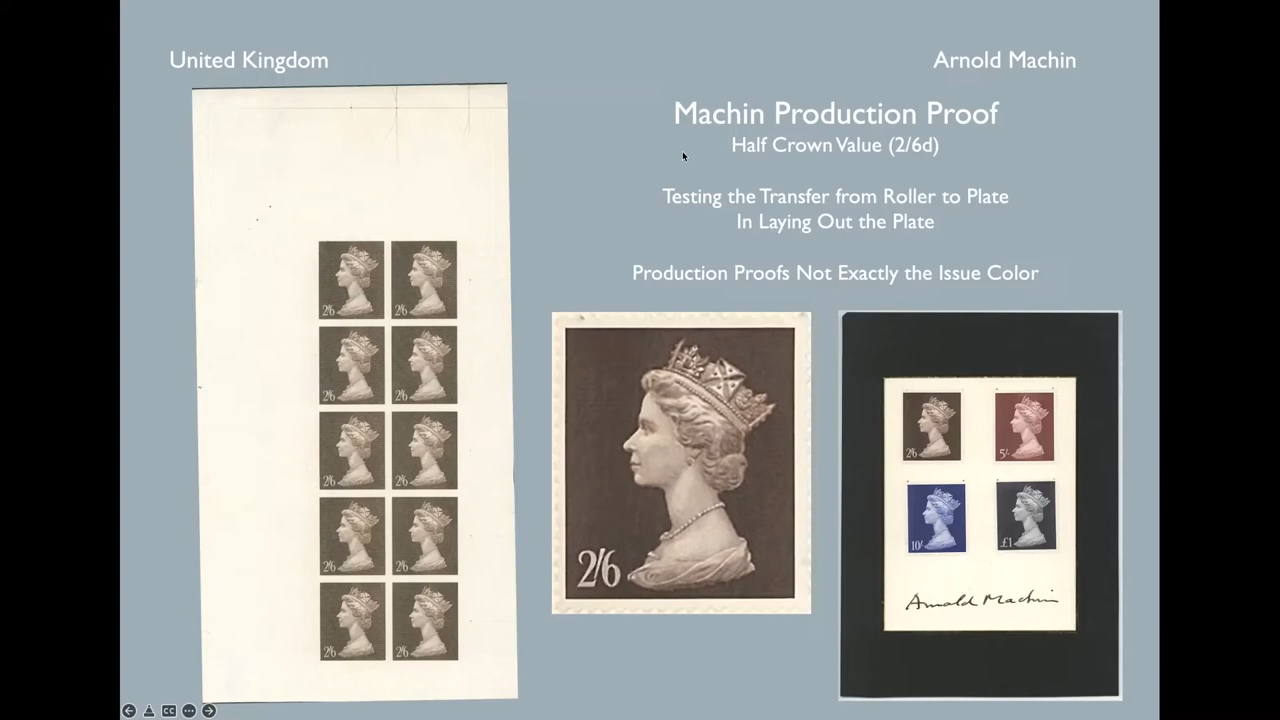 United Kingdom
Arnold Machin
Machin Production Proof
Half Crown Value (2/6d)
Testing the Transfer from Roller to Plate
In Laying Out the Plate
Production Proofs Not Exactly the Issue Color
2/6 2/6
2/6 2/6
2/6 2/6
2/6 2/6
2/6 2/6
2/6
2/6 5/-
10/- £1
Arnold Machin
CC